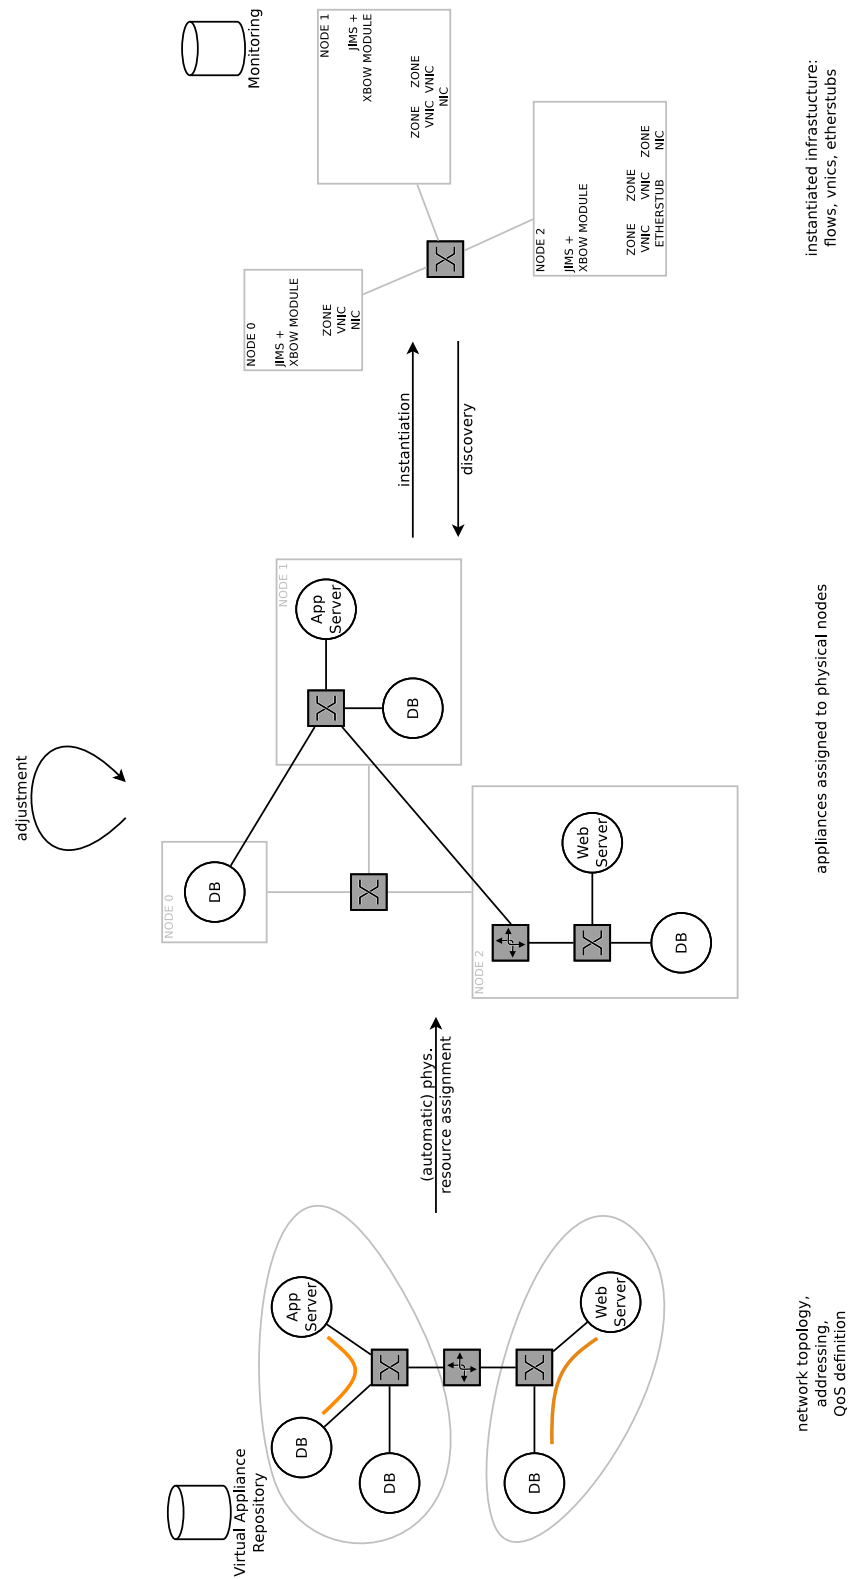 Virtual Appliance
Repository
DB
App
Server
DB
DB
Web
Server
network topology,
addressing,
QoS definition
(automatic) phys.
resource assignment
adjustment
NODE 0
DB
NODE 1
App
Server
DB
NODE 2
Web
Server
DB
appliances assigned to physical nodes
instantiation
discovery
Monitoring
NODE 0
JIMS +
XBOW MODULE
ZONE
VNIC
NIC
NODE 1
JIMS +
XBOW MODULE
ZONE ZONE
VNIC VNIC
NIC
NODE 2
JIMS +
XBOW MODULE
ZONE ZONE ZONE
VNIC VNIC NIC
ETHERSTUB
instantiated infrastucture:
flows, vnics, etherstubs